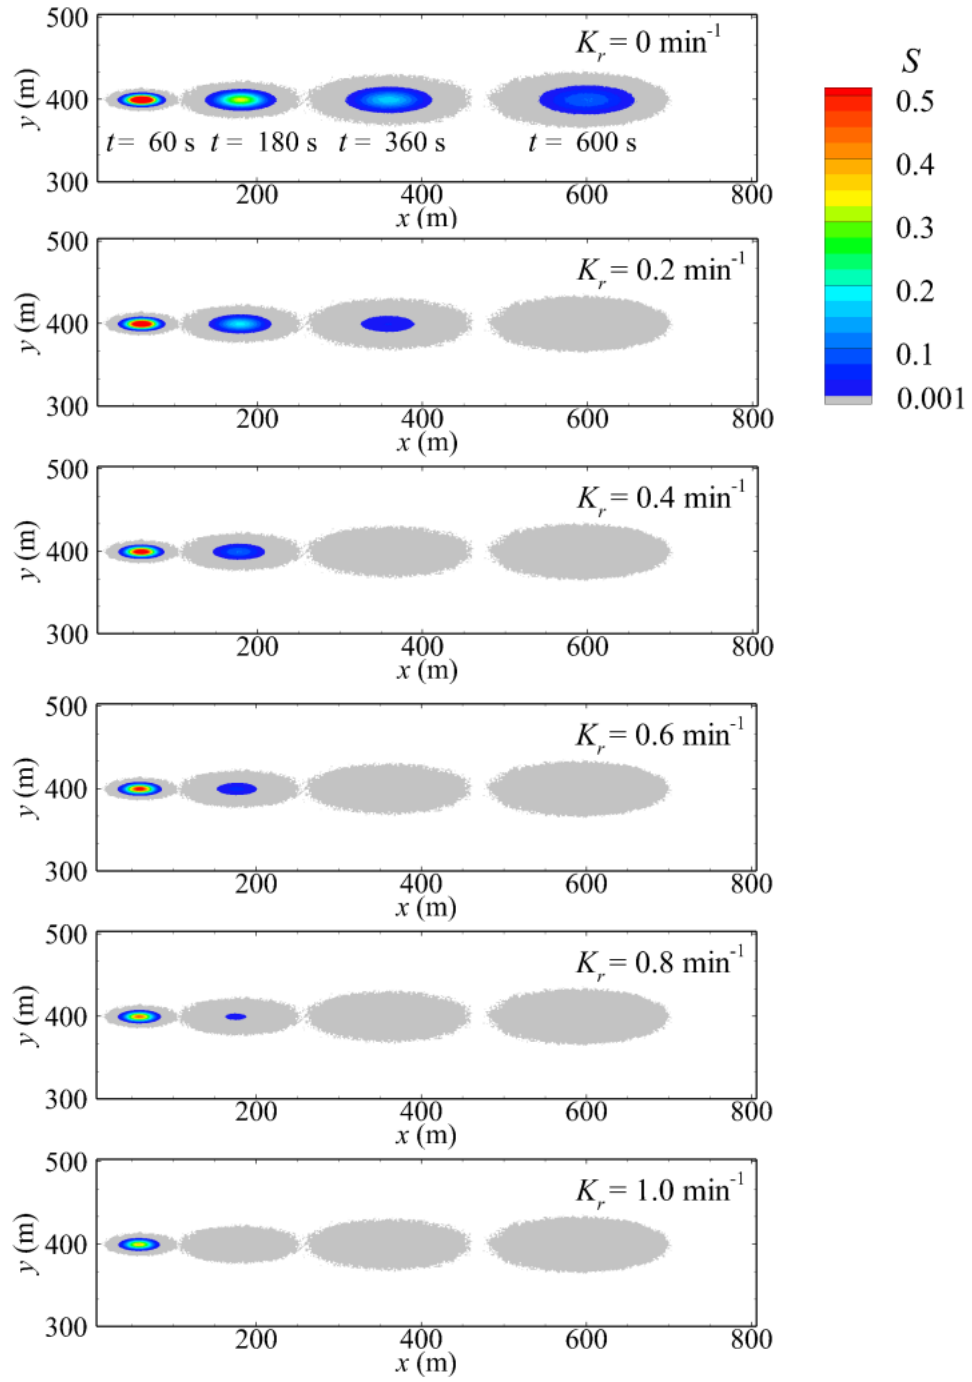 500
400
300
y (m)
K_r = 0 min⁻¹
t = 60 s t = 180 s t = 360 s t = 600 s
200 400 600 800
x (m)
S
0.5
0.4
0.3
0.2
0.1
0.001
500
400
300
y (m)
K_r = 0.2 min⁻¹
200 400 600 800
x (m)
500
400
300
y (m)
K_r = 0.4 min⁻¹
200 400 600 800
x (m)
500
400
300
y (m)
K_r = 0.6 min⁻¹
200 400 600 800
x (m)
500
400
300
y (m)
K_r = 0.8 min⁻¹
200 400 600 800
x (m)
500
400
300
y (m)
K_r = 1.0 min⁻¹
200 400 600 800
x (m)